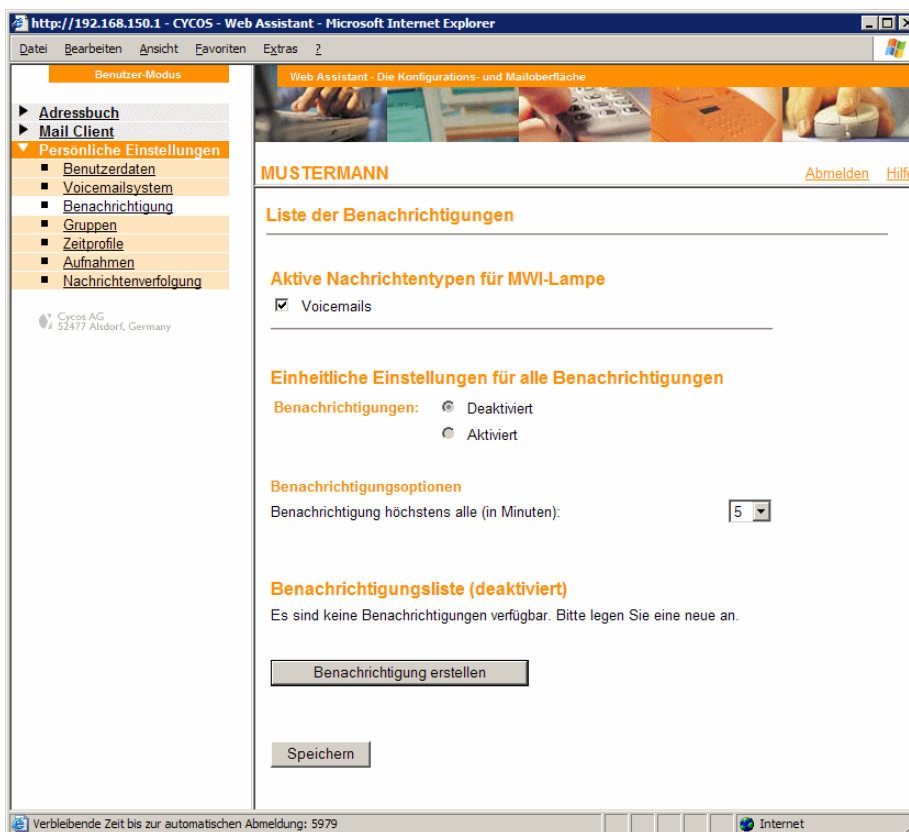 http://192.168.150.1 - CYCOS - Web Assistant - Microsoft Internet Explorer
Datei Bearbeiten Ansicht Favoriten Extras ?
Benutzer-Modus
Web Assistant - Die Konfigurations- und Mailoberfläche
Adressbuch
Mail Client
Persönliche Einstellungen
Benutzerdaten
Voicemailsystem
Benachrichtigung
Gruppen
Zeitprofile
Aufnahmen
Nachrichtenverfolgung
Cycos AG
52477 Alsdorf, Germany
MUSTERMANN
Abmelden Hilfe
Liste der Benachrichtigungen
Aktive Nachrichtentypen für MWI-Lampe
Voicemails
Einheitliche Einstellungen für alle Benachrichtigungen
Benachrichtigungen: Deaktiviert
Aktiviert
Benachrichtigungsoptionen
Benachrichtigung höchstens alle (in Minuten): 5
Benachrichtigungsliste (deaktiviert)
Es sind keine Benachrichtigungen verfügbar. Bitte legen Sie eine neue an.
Benachrichtigung erstellen
Speichern
Verbleibende Zeit bis zur automatischen Abmeldung: 5979
Internet